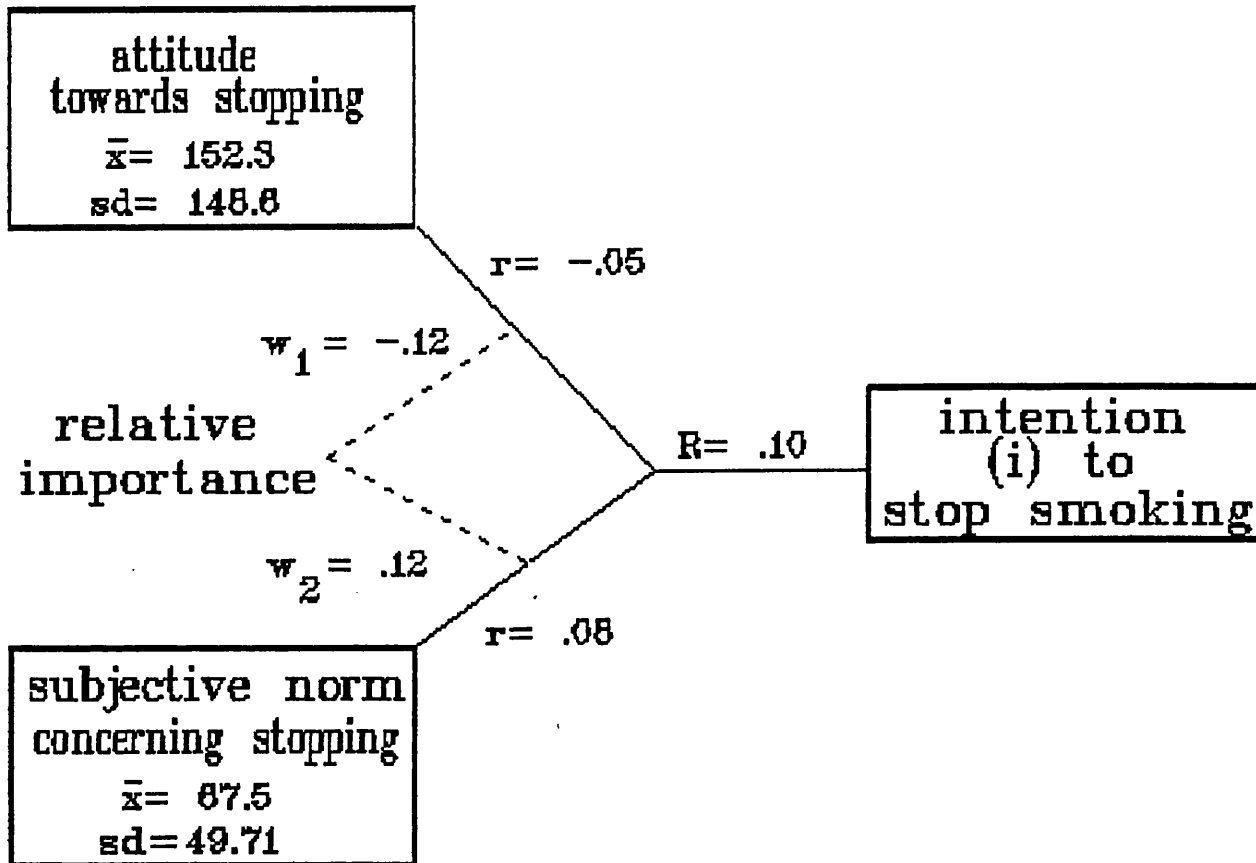 attitude
towards stopping
x̄= 152.3
sd= 148.6
r= -.05
w1 = -.12
relative
importance
R= .10
intention
(i) to
stop smoking
w2 = .12
r= .08
subjective norm
concerning stopping
x̄= 67.5
sd=49.71